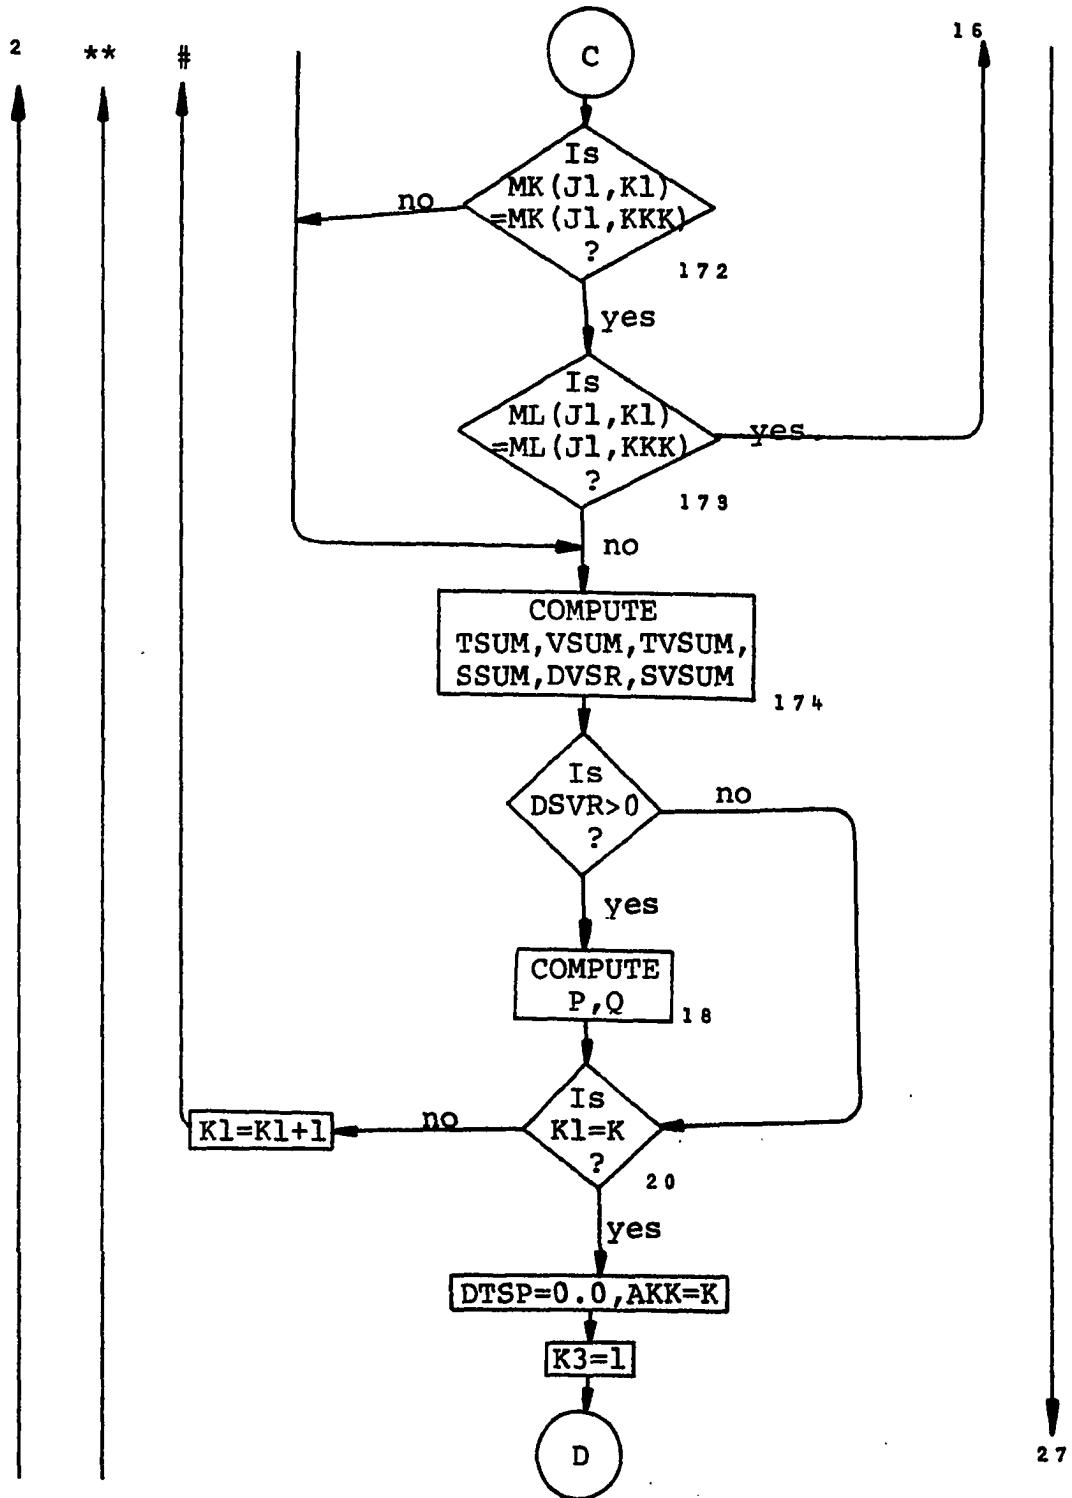 2
**
#
C
16
Is
MK(J1,K1)
=MK(J1,KKK)
?
no
172
yes
Is
ML(J1,K1)
=ML(J1,KKK)
?
yes
173
no
COMPUTE
TSUM,VSUM,TVSUM,
SSUM,DVSR,SVSUM
174
Is
DSVR>0
?
no
yes
COMPUTE
P,Q
18
Is
K1=K
?
no
K1=K1+1
20
yes
DTSP=0.0,AKK=K
K3=1
D
27